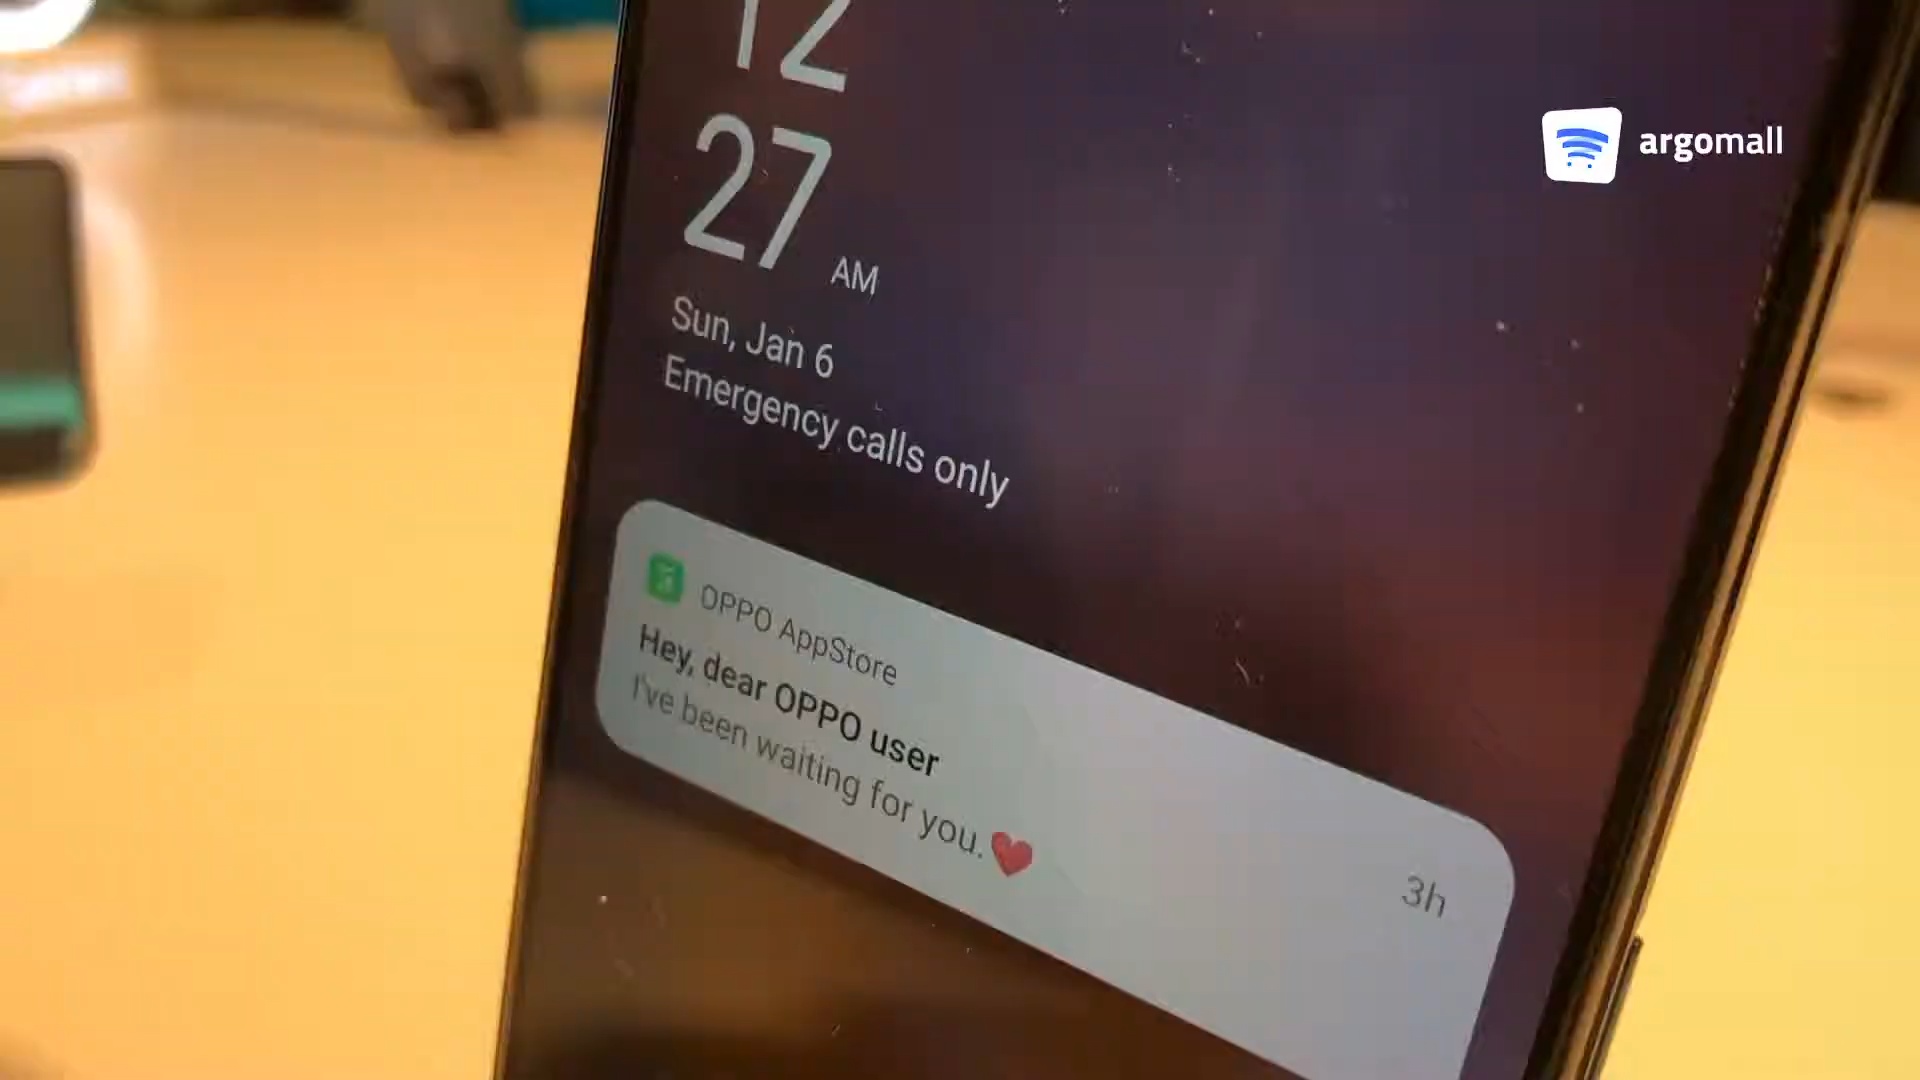 12
27 AM
Sun, Jan 6
Emergency calls only
OPPO AppStore
Hey, dear OPPO user
I've been waiting for you.❤️
3h
argomall